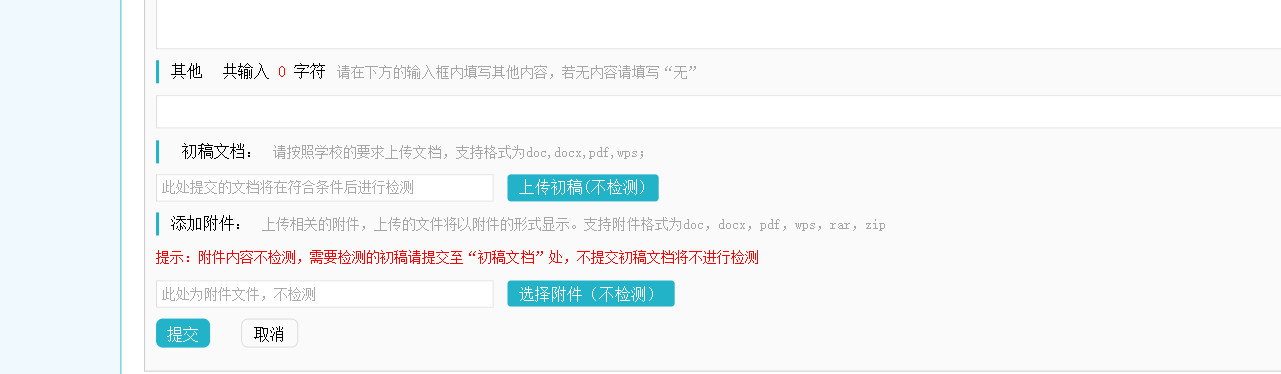 其他 共输入 0 字符 请在下方的输入框内填写其他内容，若无内容请填写“无”
初稿文档： 请按照学校的要求上传文档，支持格式为doc,docx,pdf,wps;
此处提交的文档将在符合条件后进行检测 上传初稿(不检测)
添加附件： 上传相关的附件，上传的文件将以附件的形式显示。支持附件格式为doc，docx，pdf，wps，rar，zip
提示：附件内容不检测，需要检测的初稿请提交至“初稿文档”处，不提交初稿文档将不进行检测
此处为附件文件，不检测 选择附件（不检测）
提交 取消